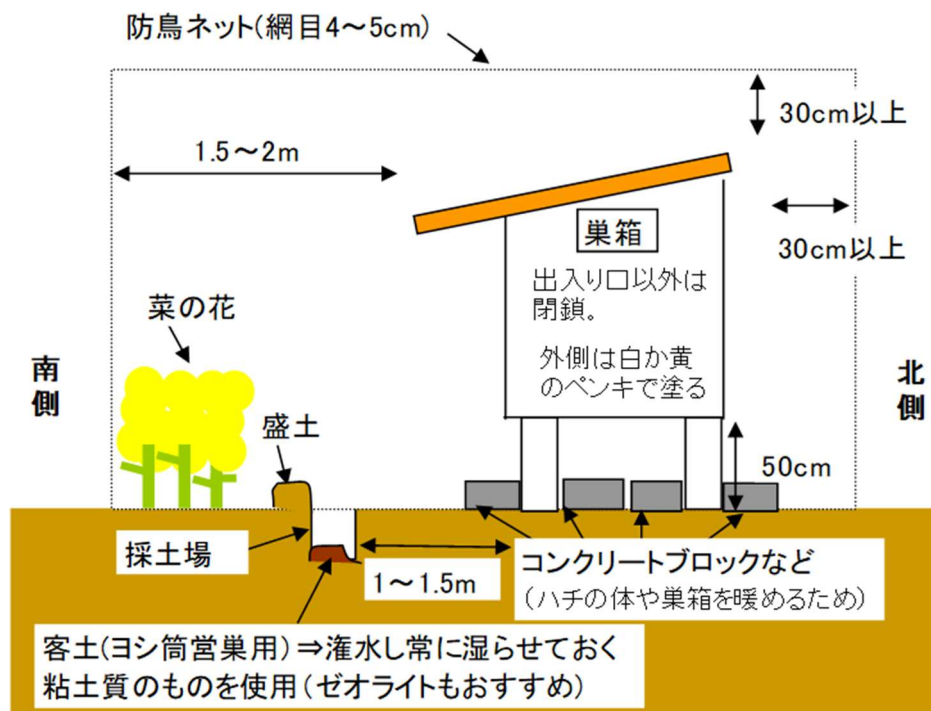 防鳥ネット(網目4～5cm)
30cm以上
1.5～2m
巣箱
30cm以上
出入り口以外は
閉鎖。
菜の花
外側は白か黄
のペンキで塗る
南
側
北
側
盛土
50cm
採土場
コンクリートブロックなど
(ハチの体や巣箱を暖めるため)
1～1.5m
客土(ヨシ筒営巣用)⇒潅水し常に湿らせておく
粘土質のものを使用(ゼオライトもおすすめ)